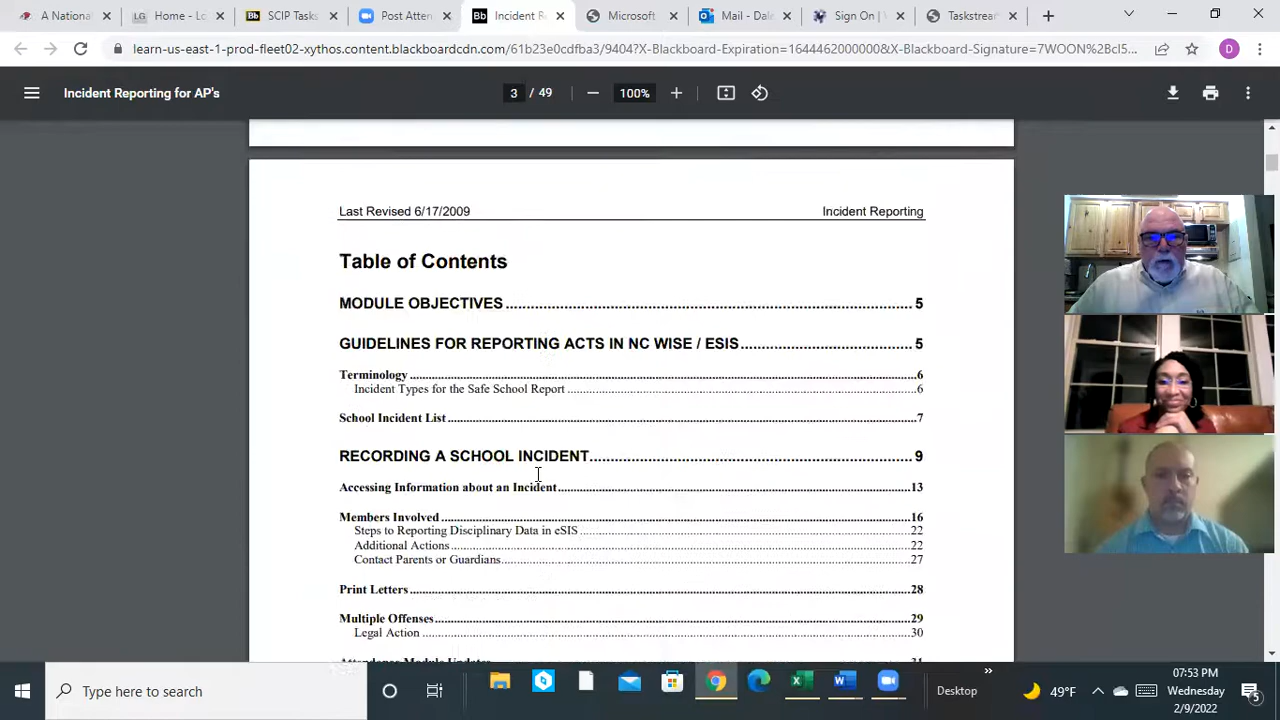 A Nationa
Home - Lo
SCIP Tasks
Post Atten
Incident R
Microsoft
Mail - Dale
Sign On | V
Taskstrea
learn-us-east-1-prod-fleet02-xythos.content.blackboardcdn.com/61b23e0cdfba3/9404?X-Blackboard-Expiration=1644462000000&X-Blackboard-Signature=7WOON%2BcI5...
D
Incident Reporting for AP's
3 / 49
100%
Last Revised 6/17/2009 Incident Reporting
Table of Contents
MODULE OBJECTIVES 5
GUIDELINES FOR REPORTING ACTS IN NC WISE / ESIS 5
Terminology 6
Incident Types for the Safe School Report 6
School Incident List 7
RECORDING A SCHOOL INCIDENT 9
Accessing Information about an Incident 13
Members Involved 16
Steps to Reporting Disciplinary Data in eSIS 22
Additional Actions 22
Contact Parents or Guardians 27
Print Letters 28
Multiple Offenses 29
Legal Action 30
Type here to search
Desktop
49°F
07:53 PM
Wednesday
2/9/2022
5